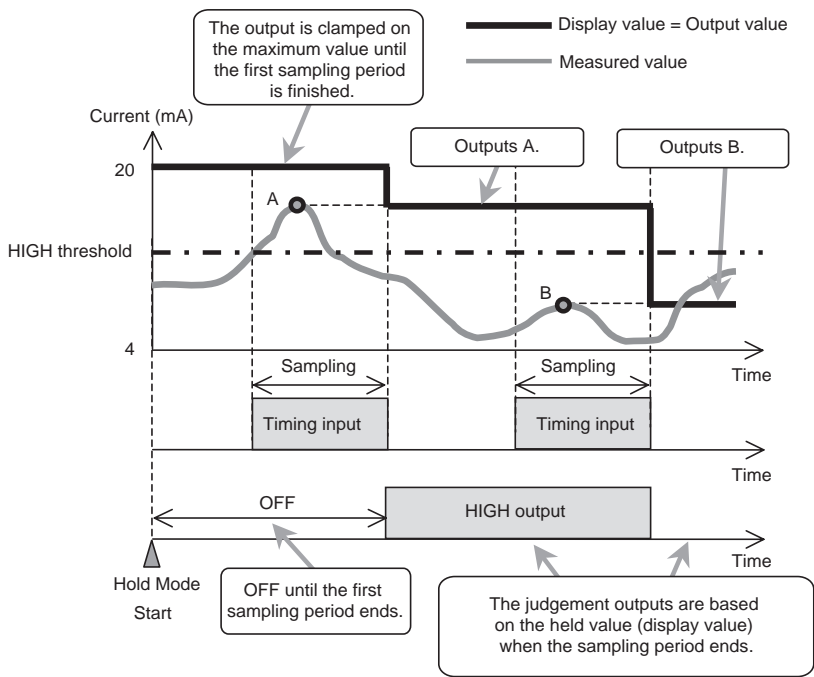 The output is clamped on
the maximum value until
the first sampling period
is finished.
Display value = Output value
Measured value
Current (mA)
Outputs A.
Outputs B.
20
A
HIGH threshold
B
4
Time
Sampling
Sampling
Timing input
Timing input
Time
OFF
HIGH output
Time
Hold Mode
Start
OFF until the first
sampling period ends.
The judgement outputs are based
on the held value (display value)
when the sampling period ends.